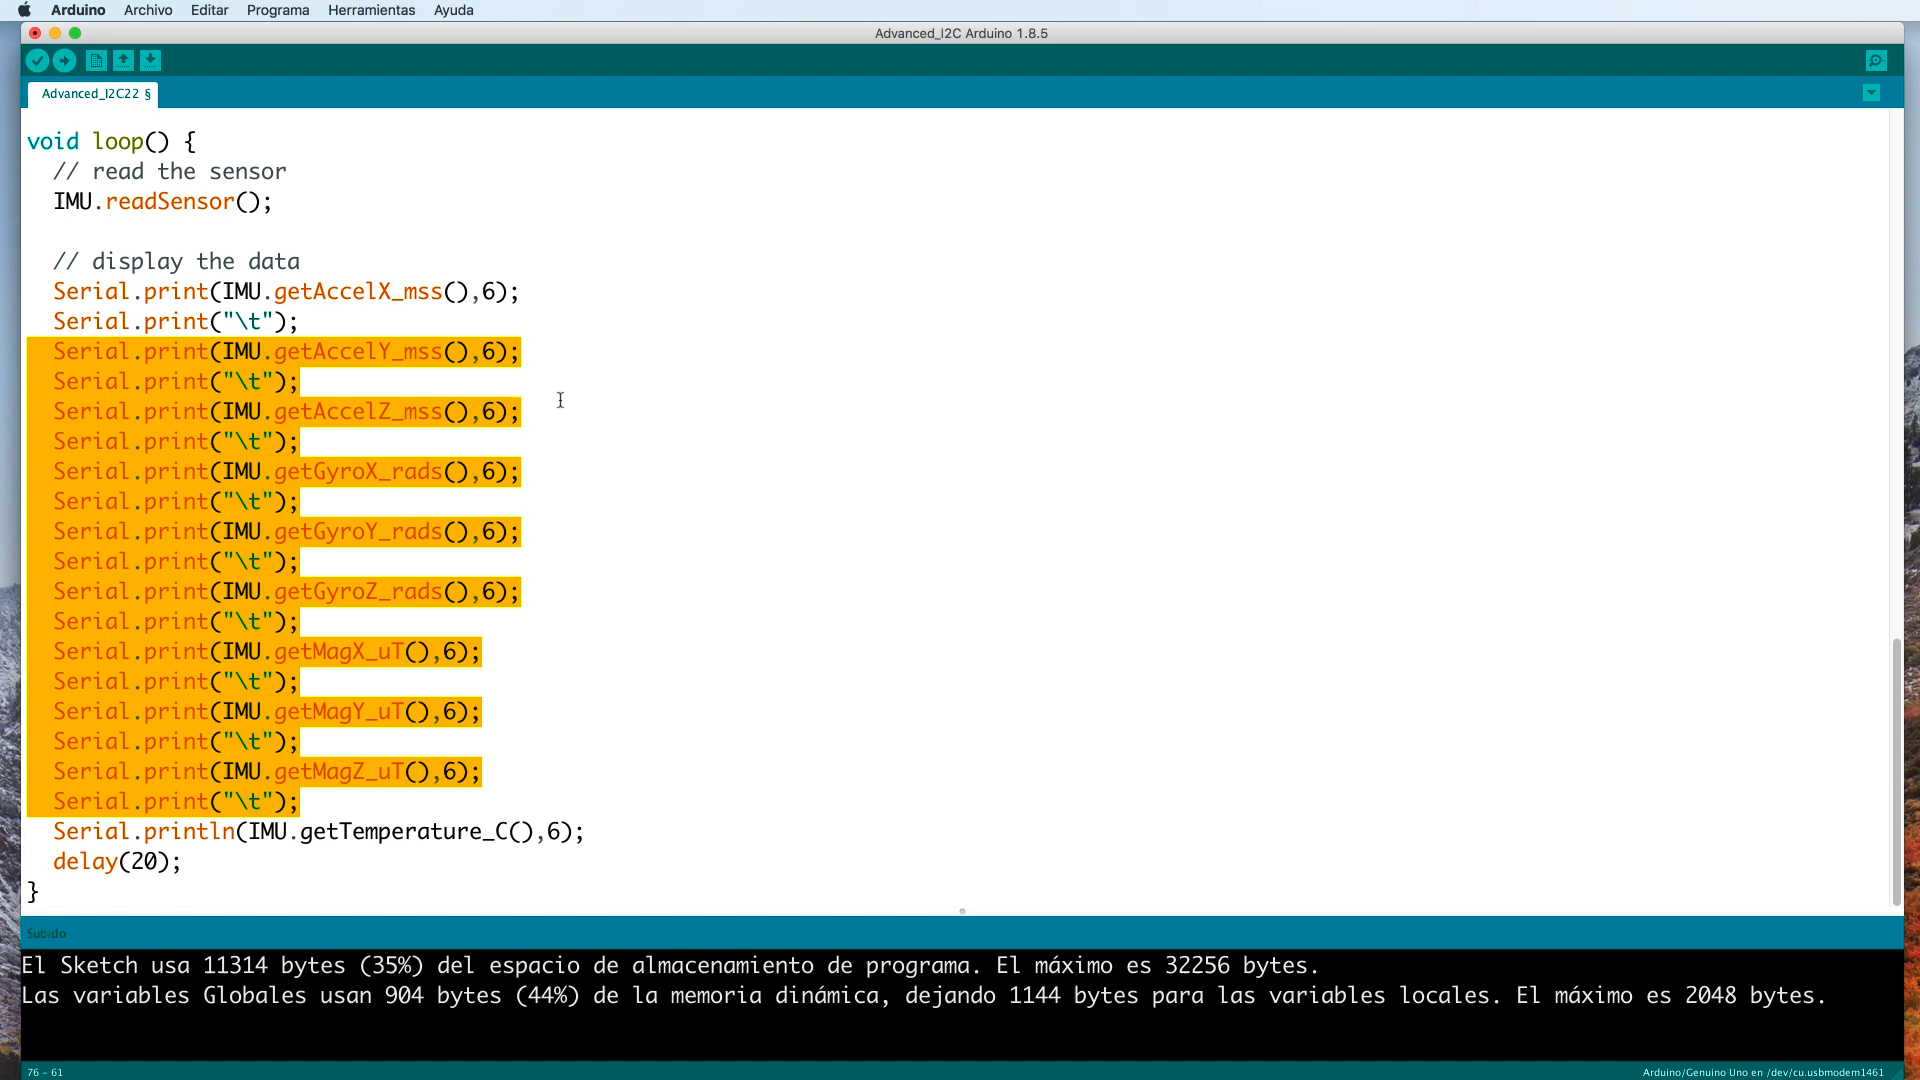 Arduino Archivo Editar Programa Herramientas Ayuda
Advanced_I2C Arduino 1.8.5
Advanced_I2C22 §
void loop() {
  // read the sensor
  IMU.readSensor();
  // display the data
  Serial.print(IMU.getAccelX_mss(),6);
  Serial.print("\t");
  Serial.print(IMU.getAccelY_mss(),6);
  Serial.print("\t");
  Serial.print(IMU.getAccelZ_mss(),6);
  Serial.print("\t");
  Serial.print(IMU.getGyroX_rads(),6);
  Serial.print("\t");
  Serial.print(IMU.getGyroY_rads(),6);
  Serial.print("\t");
  Serial.print(IMU.getGyroZ_rads(),6);
  Serial.print("\t");
  Serial.print(IMU.getMagX_uT(),6);
  Serial.print("\t");
  Serial.print(IMU.getMagY_uT(),6);
  Serial.print("\t");
  Serial.print(IMU.getMagZ_uT(),6);
  Serial.print("\t");
  Serial.println(IMU.getTemperature_C(),6);
  delay(20);
}
Subido
El Sketch usa 11314 bytes (35%) del espacio de almacenamiento de programa. El máximo es 32256 bytes.
Las variables Globales usan 904 bytes (44%) de la memoria dinámica, dejando 1144 bytes para las variables locales. El máximo es 2048 bytes.
76 - 61 Arduino/Genuino Uno en /dev/cu.usbmodem1461